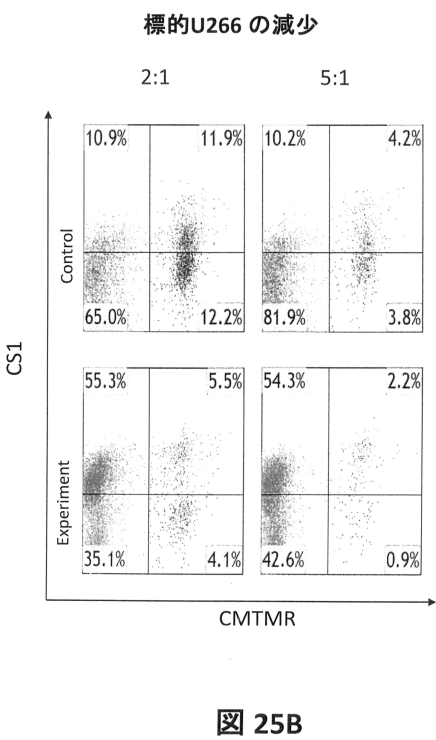 標的U266 の減少
2:1 5:1
10.9% 11.9% 10.2% 4.2%
Control
65.0% 12.2% 81.9% 3.8%
CS1
55.3% 5.5% 54.3% 2.2%
Experiment
35.1% 4.1% 42.6% 0.9%
CMTMR
図 25B